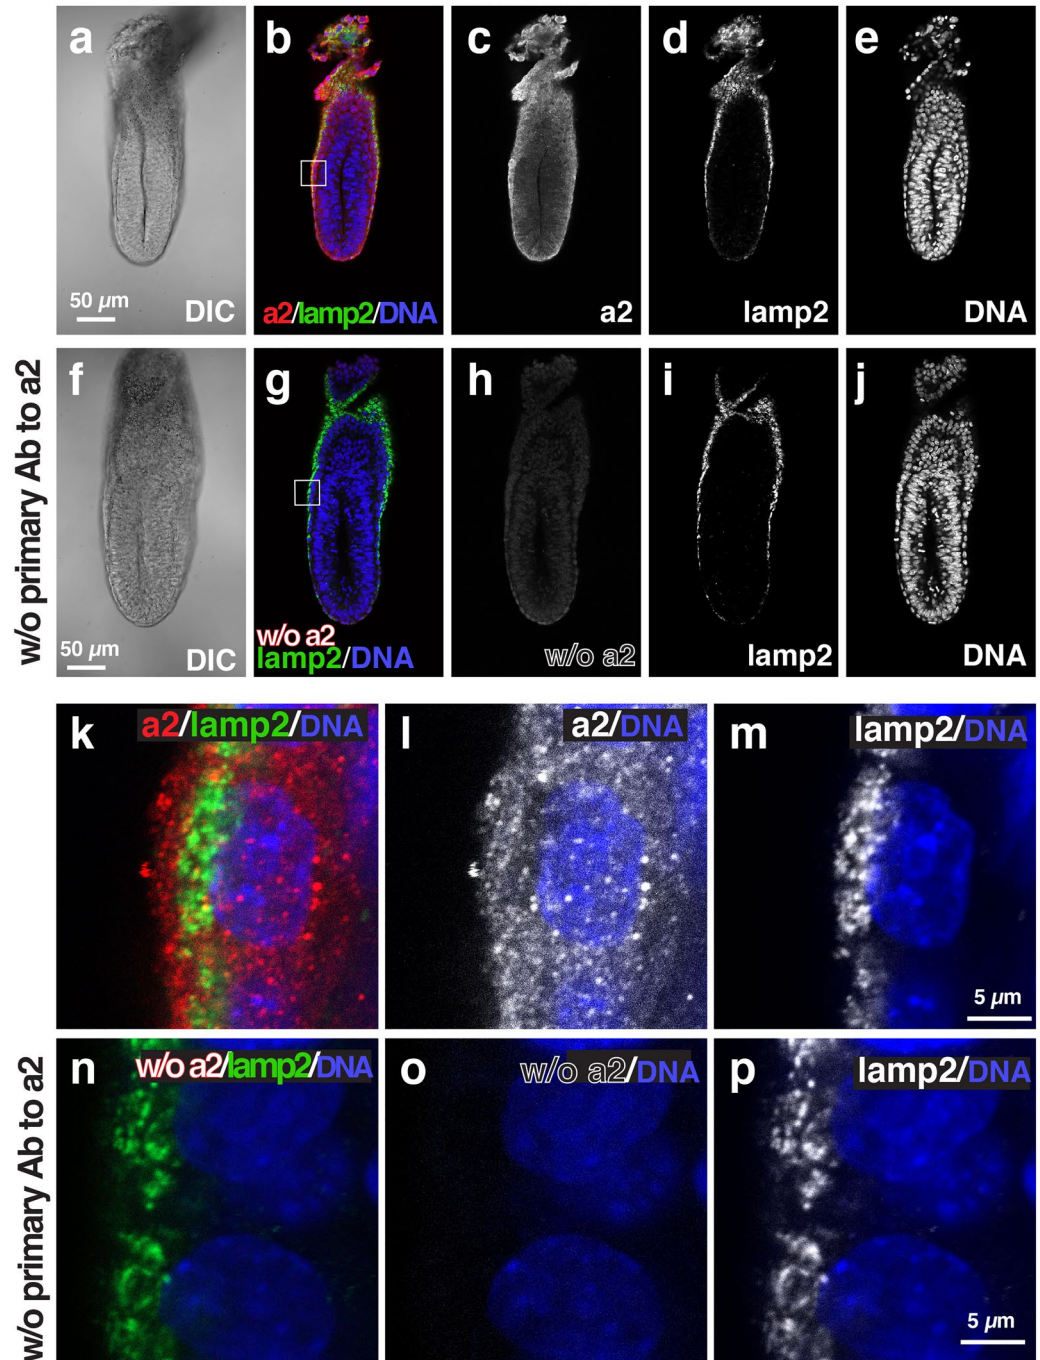 a
b
c
d
e
50 µm
DIC
a2/lamp2/DNA
a2
lamp2
DNA
w/o primary Ab to a2
f
g
h
i
j
50 µm
DIC
w/o a2
lamp2/DNA
w/o a2
lamp2
DNA
k
a2/lamp2/DNA
l
a2/DNA
m
lamp2/DNA
5 µm
w/o primary Ab to a2
n
w/o a2/lamp2/DNA
o
w/o a2/DNA
p
lamp2/DNA
5 µm